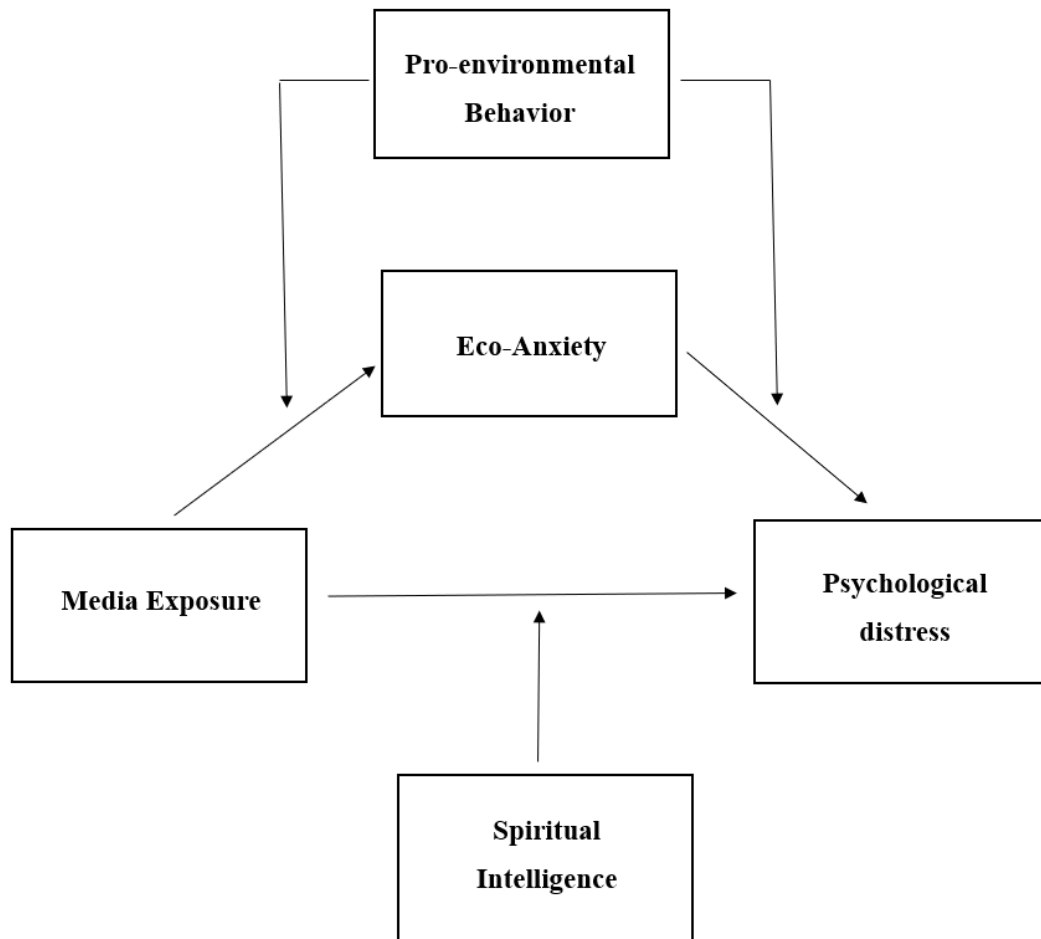 Pro-environmental
Behavior
Eco-Anxiety
Media Exposure
Psychological
distress
Spiritual
Intelligence